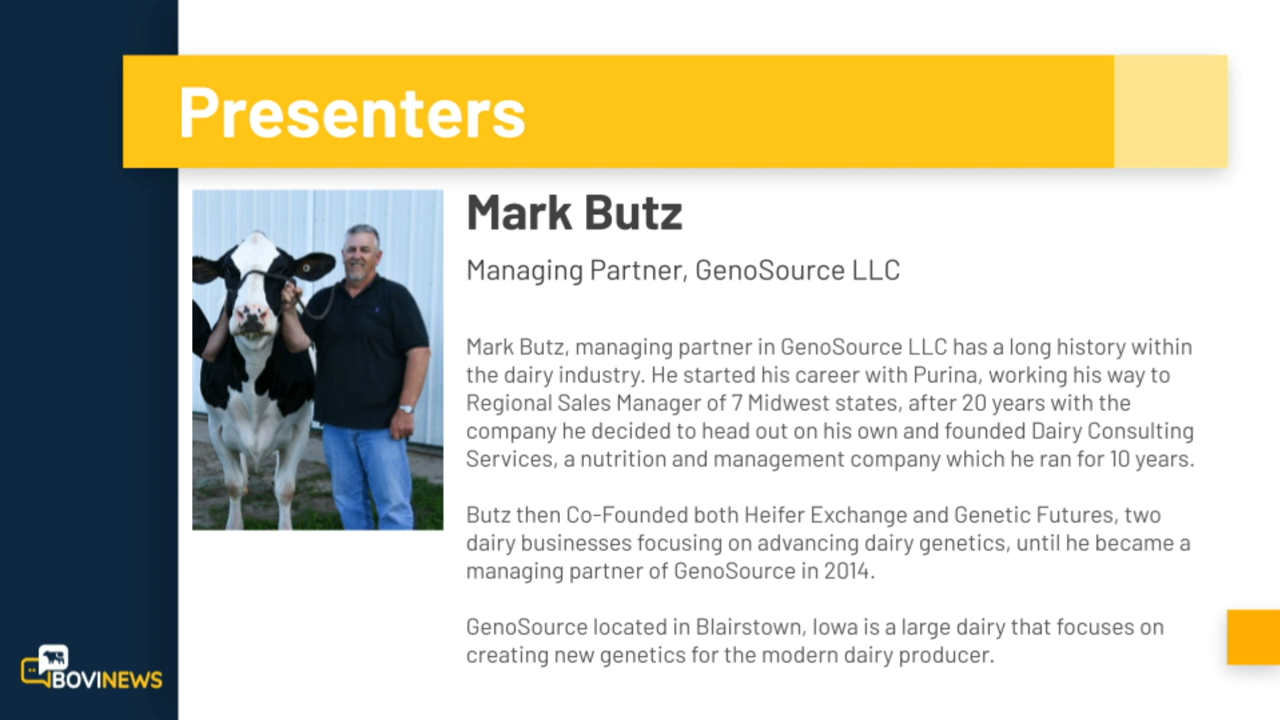 Presenters
Mark Butz
Managing Partner, GenoSource LLC
Mark Butz, managing partner in GenoSource LLC has a long history within
the dairy industry. He started his career with Purina, working his way to
Regional Sales Manager of 7 Midwest states, after 20 years with the
company he decided to head out on his own and founded Dairy Consulting
Services, a nutrition and management company which he ran for 10 years.
Butz then Co-Founded both Heifer Exchange and Genetic Futures, two
dairy businesses focusing on advancing dairy genetics, until he became a
managing partner of GenoSource in 2014.
GenoSource located in Blairstown, Iowa is a large dairy that focuses on
creating new genetics for the modern dairy producer.
BOVINEWS